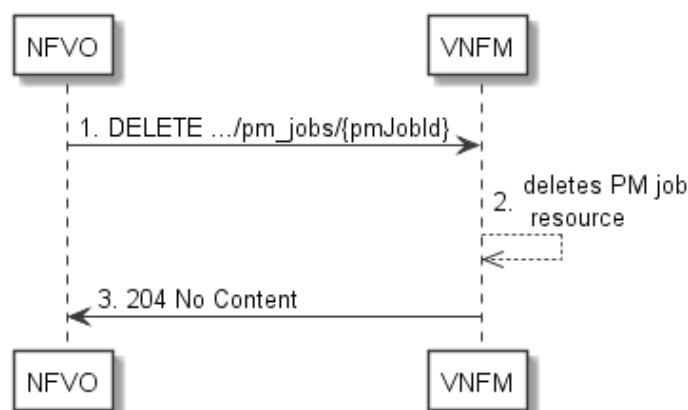 NFVO
VNFM
1. DELETE .../pm_jobs/{pmJobId}
2. deletes PM job
resource
3. 204 No Content
NFVO
VNFM